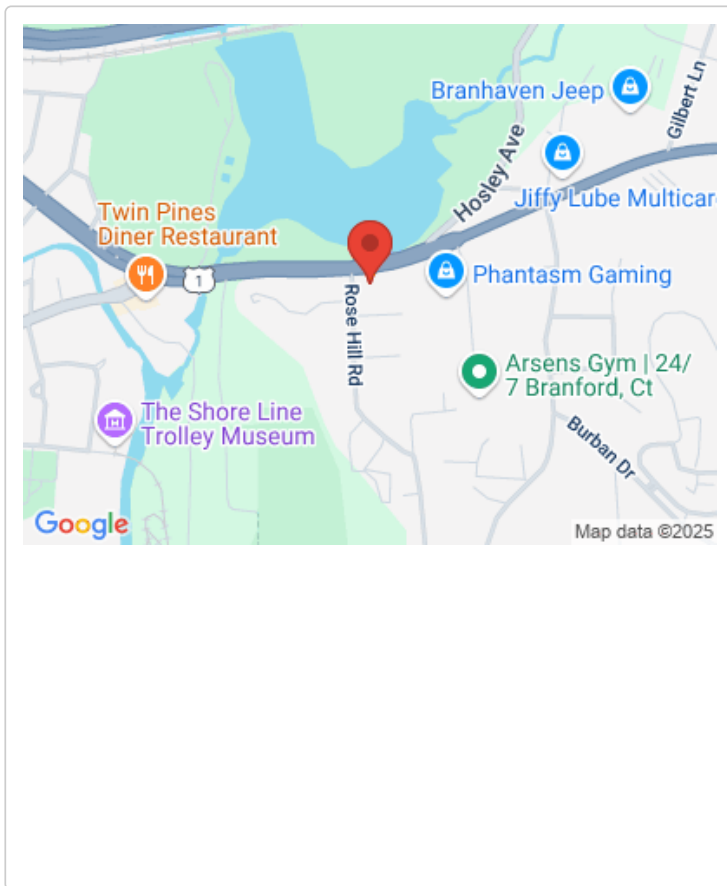 Branhaven Jeep
Gilbert Ln
Hosley Ave
Jiffy Lube Multicar
Twin Pines
Diner Restaurant
1
Phantasm Gaming
Rose Hill Rd
Arsens Gym | 24/
7 Branford, Ct
The Shore Line
Trolley Museum
Burban Dr
Google
Map data ©2025